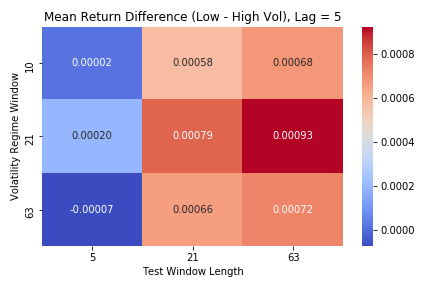 Mean Return Difference (Low - High Vol), Lag = 5
Volatility Regime Window
10
21
63
0.00002 0.00058 0.00068
0.00020 0.00079 0.00093
-0.00007 0.00066 0.00072
5 21 63
Test Window Length
0.0008
0.0006
0.0004
0.0002
0.0000